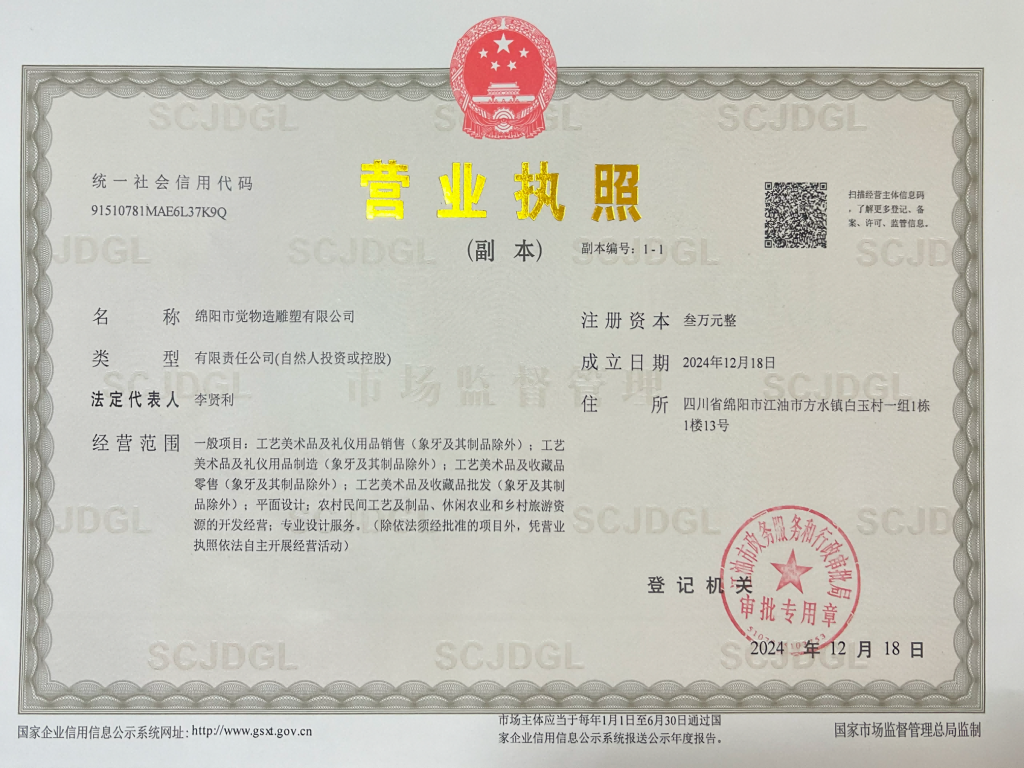 营业执照
(副 本)
副本编号：1-1
统一社会信用代码
91510781MAE6L37K9Q
扫描经营主体信息码
，了解更多登记、备
案、许可、监管信息。
名 称 绵阳市觉物造雕塑有限公司
类 型 有限责任公司(自然人投资或控股)
法定代表人 李贤利
经营范围 一般项目：工艺美术品及礼仪用品销售（象牙及其制品除外）；工艺
美术品及礼仪用品制造（象牙及其制品除外）；工艺美术品及收藏品
零售（象牙及其制品除外）；工艺美术品及收藏品批发（象牙及其制
品除外）；平面设计；农村民间工艺及制品、休闲农业和乡村旅游资
源的开发经营；专业设计服务。（除依法须经批准的项目外，凭营业
执照依法自主开展经营活动）
注册资本 叁万元整
成立日期 2024年12月18日
住 所 四川省绵阳市江油市方水镇白玉村一组1栋
1楼13号
登记机关
江油市政务服务和行政审批局
审批专用章
2024 年 12 月 18 日
SCJDGL
市场监督管理
国家企业信用信息公示系统网址：http://www.gsxt.gov.cn
市场主体应当于每年1月1日至6月30日通过国
家企业信用信息公示系统报送公示年度报告。
国家市场监督管理总局监制